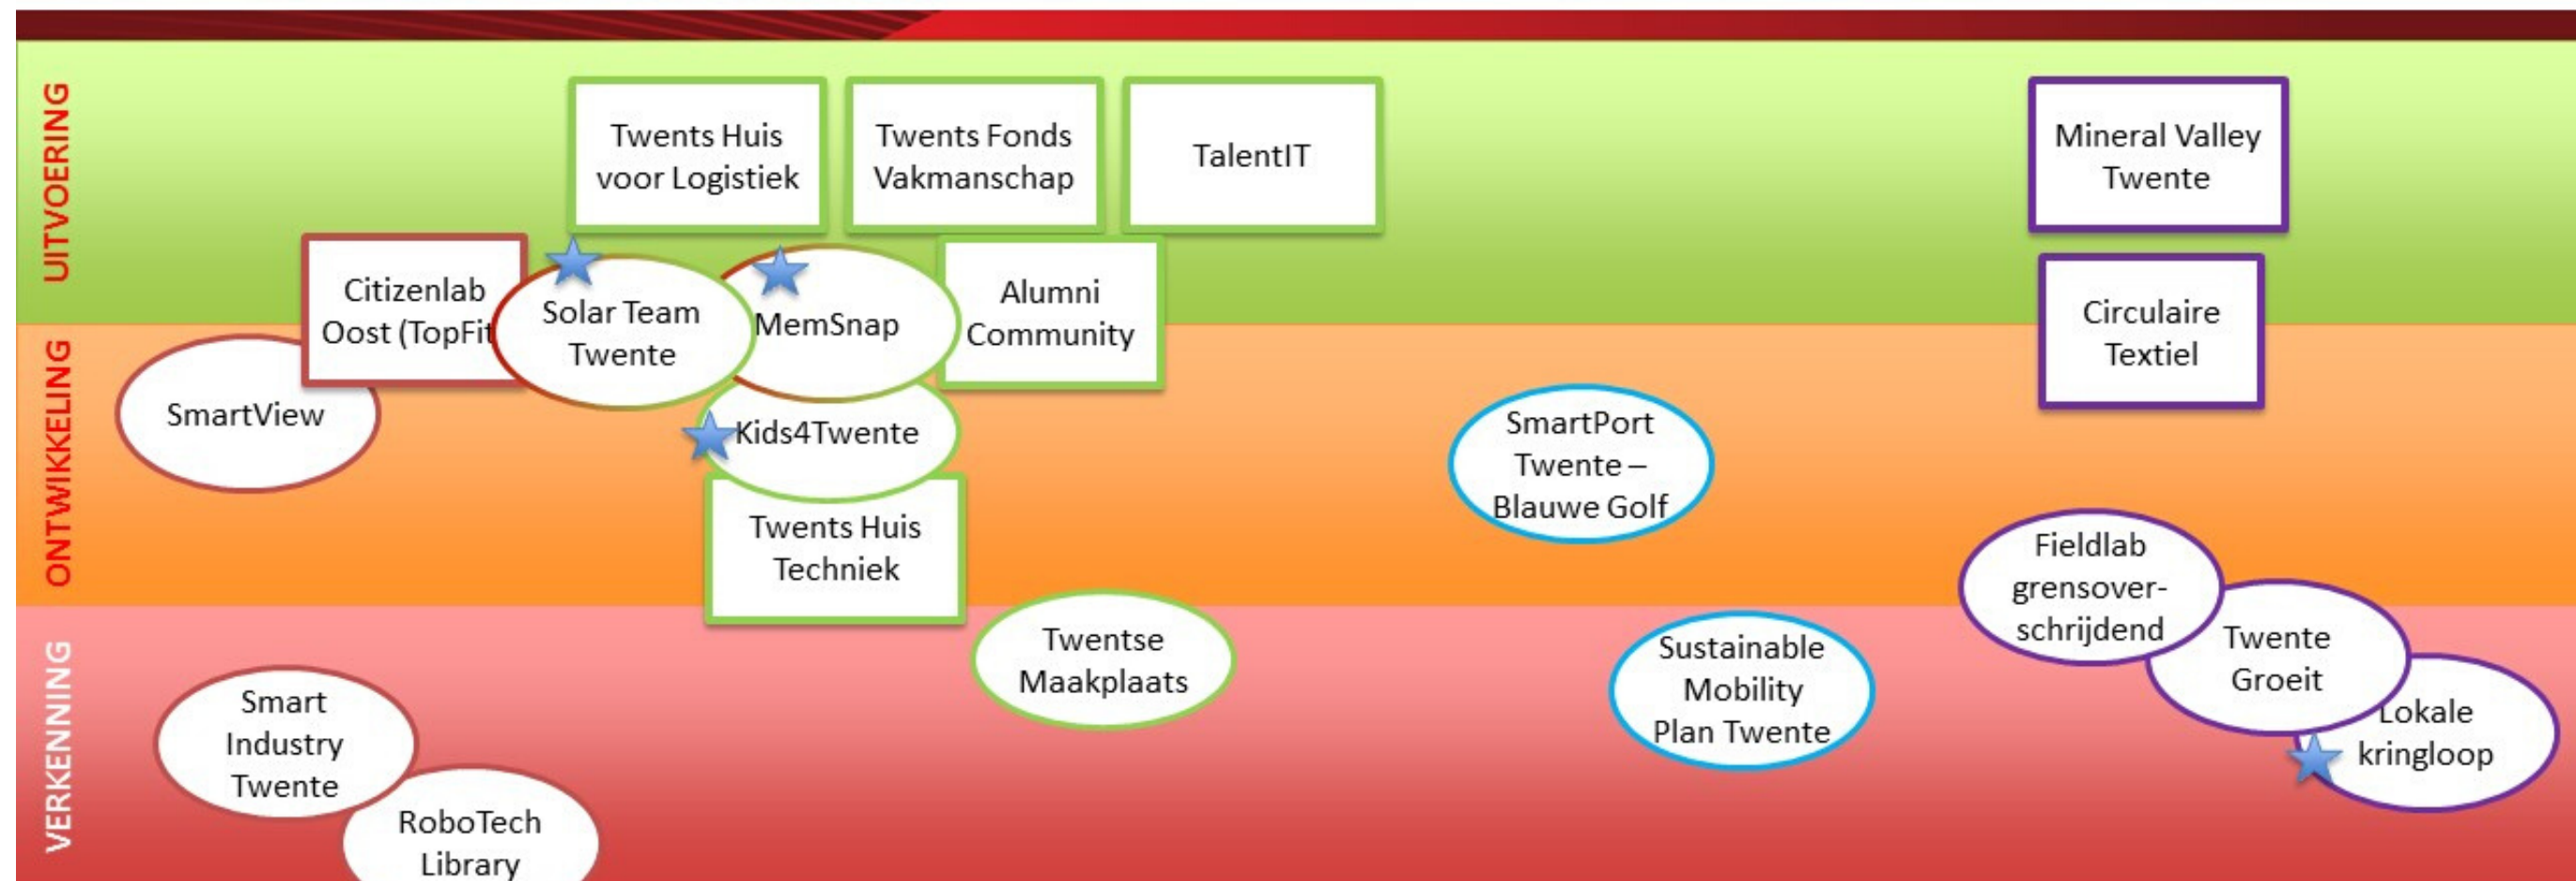 UITVOERING
Twents Huis
voor Logistiek
Twents Fonds
Vakmanschap
TalentIT
Mineral Valley
Twente
Citizenlab
Oost (TopFit
Solar Team
Twente
MemSnap
Alumni
Community
Circulaire
Textiel
ONTWIKKELING
SmartView
Kids4Twente
SmartPort
Twente –
Blauwe Golf
Twents Huis
Techniek
Fieldlab
grensover-
schrijdend
VERKENNING
Twentse
Maakplaats
Sustainable
Mobility
Plan Twente
Twente
Groeit
Lokale
kringloop
Smart
Industry
Twente
RoboTech
Library